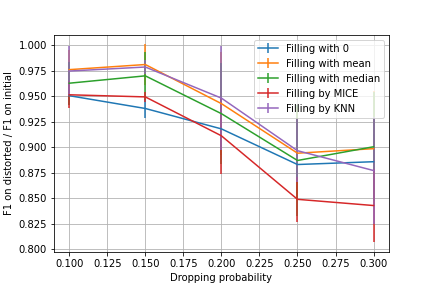 1.000
0.975
0.950
0.925
0.900
0.875
0.850
0.825
0.800
F1 on distorted / F1 on initial
Filling with 0
Filling with mean
Filling with median
Filling by MICE
Filling by KNN
0.100 0.125 0.150 0.175 0.200 0.225 0.250 0.275 0.300
Dropping probability